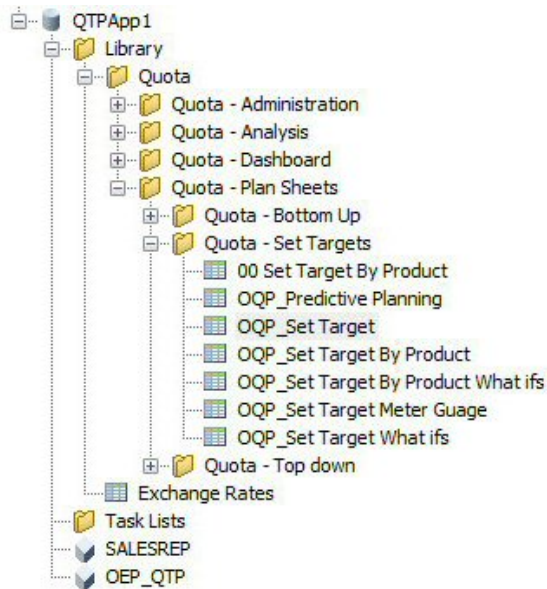 QTPApp1
Library
Quota
Quota - Administration
Quota - Analysis
Quota - Dashboard
Quota - Plan Sheets
Quota - Bottom Up
Quota - Set Targets
00 Set Target By Product
OQP_Predictive Planning
OQP_Set Target
OQP_Set Target By Product
OQP_Set Target By Product What ifs
OQP_Set Target Meter Guage
OQP_Set Target What ifs
Quota - Top down
Exchange Rates
Task Lists
SALESREP
OEP_QTP